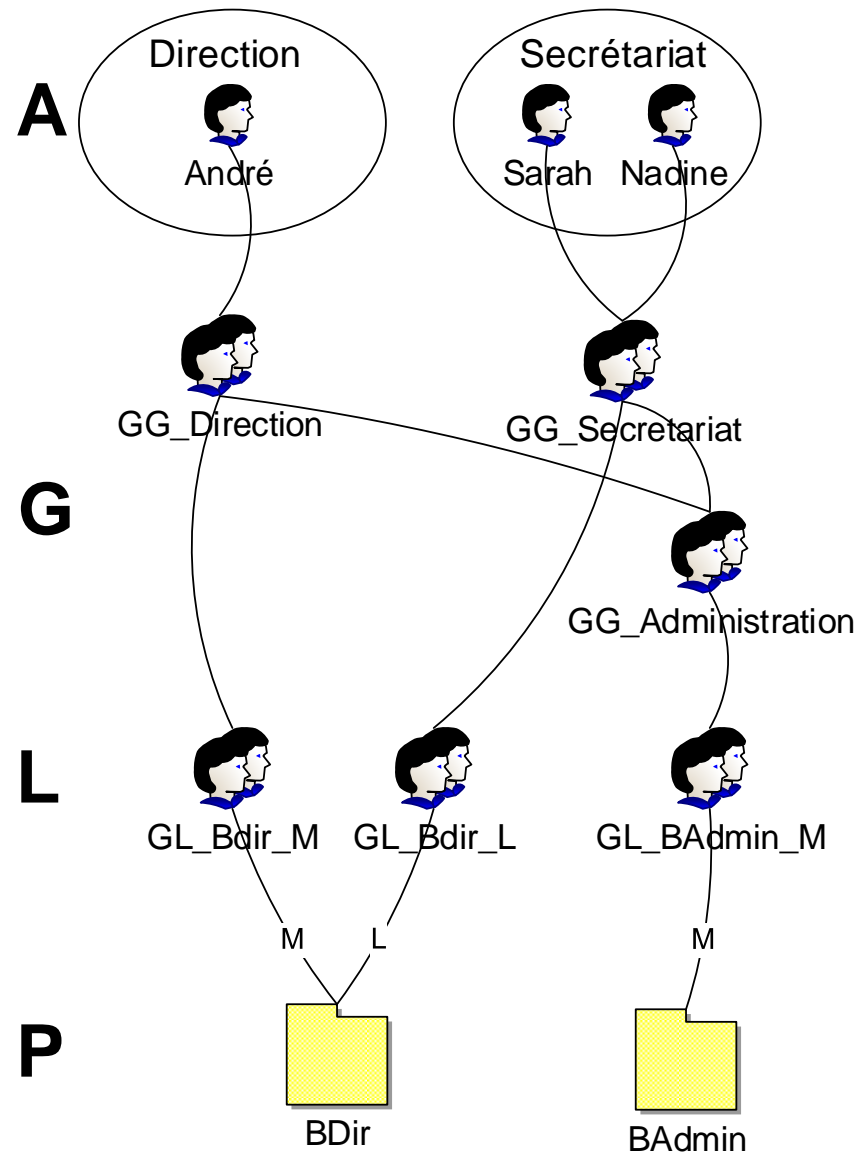 Direction
Secrétariat
A
André
Sarah
Nadine
GG_Direction
GG_Secretariat
G
GG_Administration
L
GL_Bdir_M
GL_Bdir_L
GL_BAdmin_M
M
L
M
P
BDir
BAdmin